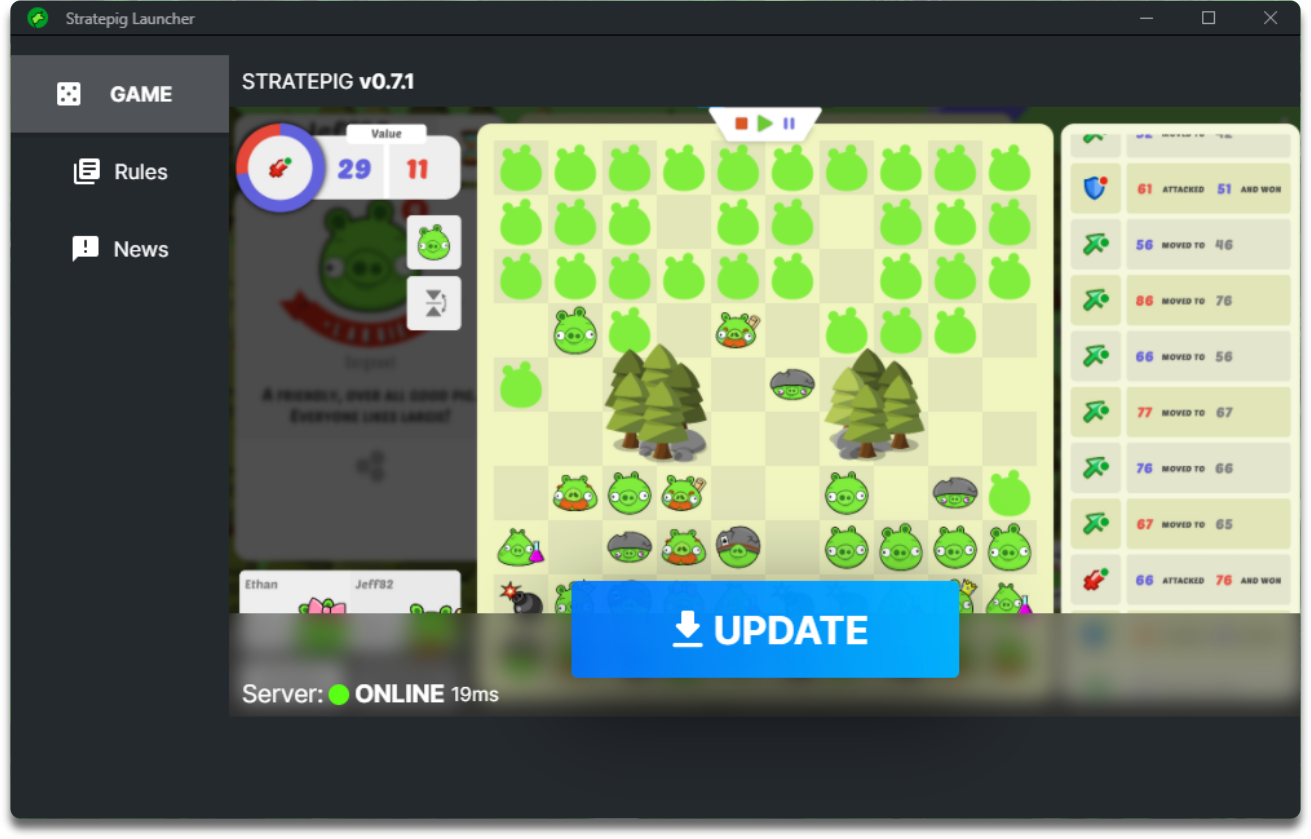 Stratepig Launcher
GAME
Rules
News
STRATEPIG v0.7.1
Value
29 11
Sergeant
A FRIENDLY, OVER ALL GOOD PIG.
EVERYONE LIKES LARGIE!
Ethan Jeff82
52 MOVED TO 42
61 ATTACKED 51 AND WON
56 MOVED TO 46
86 MOVED TO 76
66 MOVED TO 56
77 MOVED TO 67
76 MOVED TO 66
67 MOVED TO 65
66 ATTACKED 76 AND WON
UPDATE
Server: ONLINE 19ms